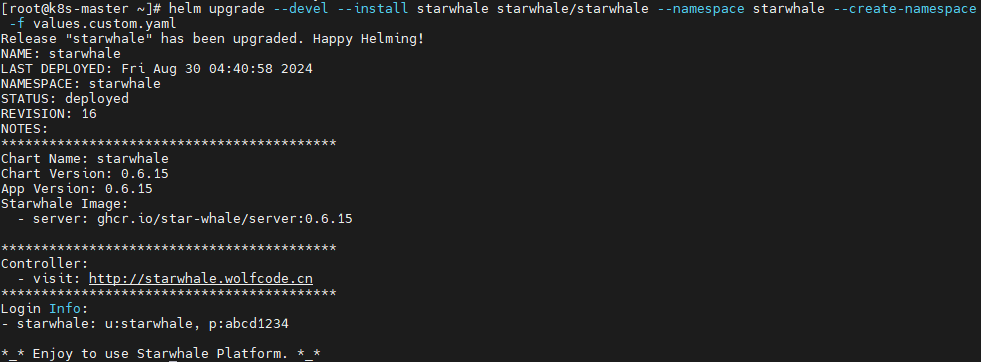 [root@k8s-master ~]# helm upgrade --devel --install starwhale starwhale/starwhale --namespace starwhale --create-namespace
-f values.custom.yaml
Release "starwhale" has been upgraded. Happy Helming!
NAME: starwhale
LAST DEPLOYED: Fri Aug 30 04:40:58 2024
NAMESPACE: starwhale
STATUS: deployed
REVISION: 16
NOTES:
******************************************
Chart Name: starwhale
Chart Version: 0.6.15
App Version: 0.6.15
Starwhale Image:
- server: ghcr.io/star-whale/server:0.6.15
******************************************
Controller:
- visit: http://starwhale.wolfcode.cn
******************************************
Login Info:
- starwhale: u:starwhale, p:abcd1234
*_* Enjoy to use Starwhale Platform. *_*